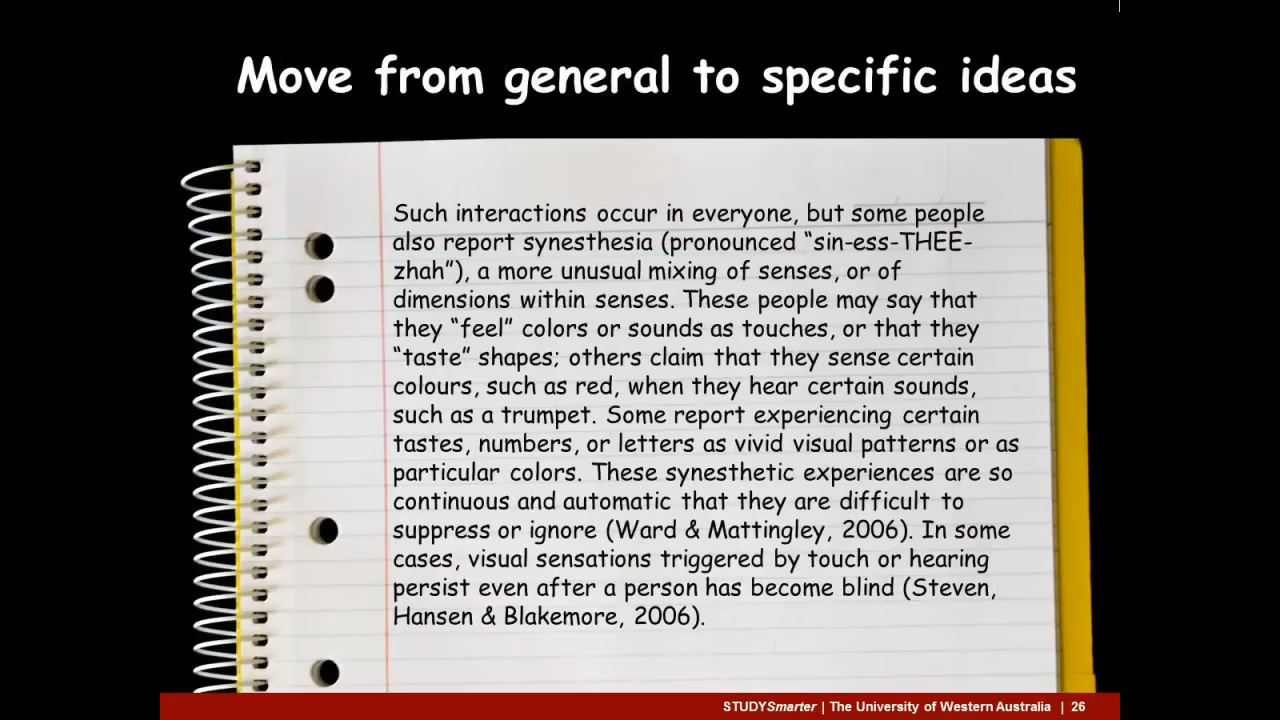 Move from general to specific ideas
Such interactions occur in everyone, but some people
also report synesthesia (pronounced “sin-ess-THEE-
zhah”), a more unusual mixing of senses, or of
dimensions within senses. These people may say that
they “feel” colors or sounds as touches, or that they
“taste” shapes; others claim that they sense certain
colours, such as red, when they hear certain sounds,
such as a trumpet. Some report experiencing certain
tastes, numbers, or letters as vivid visual patterns or as
particular colors. These synesthetic experiences are so
continuous and automatic that they are difficult to
suppress or ignore (Ward & Mattingley, 2006). In some
cases, visual sensations triggered by touch or hearing
persist even after a person has become blind (Steven,
Hansen & Blakemore, 2006).
STUDYSmarter | The University of Western Australia | 26